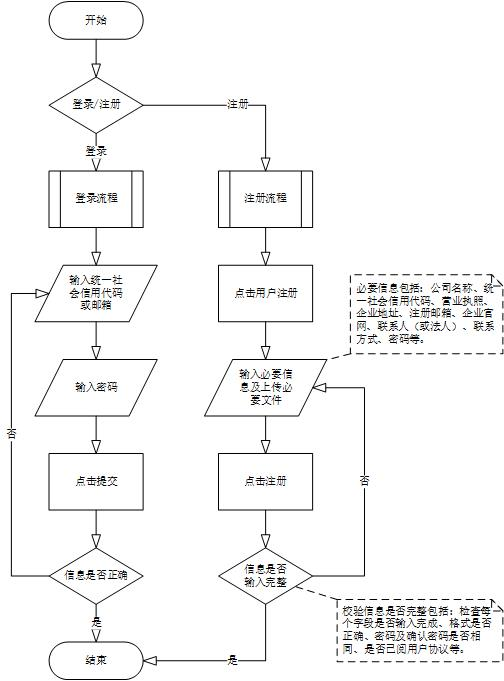 开始
登录/注册
注册
登录
登录流程
注册流程
输入统一社
会信用代码
或邮箱
点击用户注册
必要信息包括：公司名称、统
一社会信用代码、营业执照、
企业地址、注册邮箱、企业官
网、联系人（或法人）、联系
方式、密码等。
输入密码
输入必要信
息及上传必
要文件
否
点击提交
点击注册
否
信息是否正确
信息是否
输入完整
校验信息是否完整包括：检查每
个字段是否输入完成、格式是否
正确、密码及确认密码是否相
同、是否已阅用户协议等。
是
结束
是